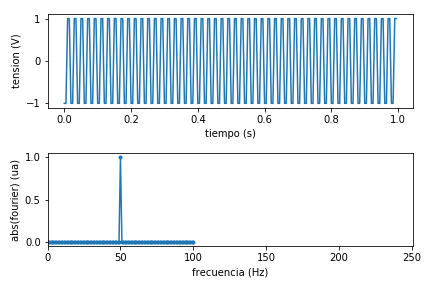 1
0
−1
tension (V)
0.0 0.2 0.4 0.6 0.8 1.0
tiempo (s)
1.0
0.5
0.0
abs(fourier) (ua)
0 50 100 150 200 250
frecuencia (Hz)